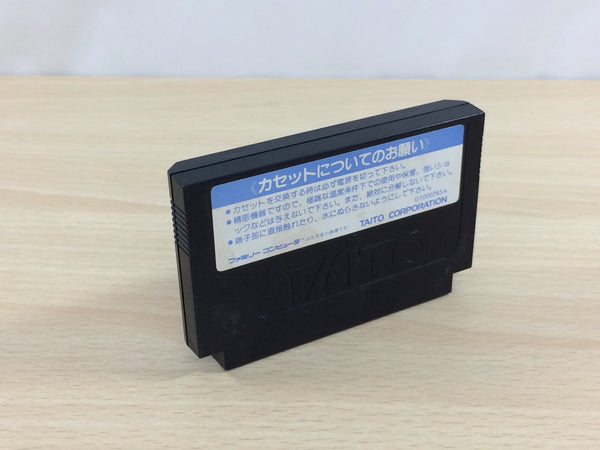 《カセットについてのお願い》
● カセットを交換する時は必ず電源を切って下さい。
● 精密機器ですので、極端な温度条件下での使用や保管、強いショ
ックなどは与えないで下さい。また、絶対に分解しないで下さい。
● 端子部に直接触れたり、水にぬらさないようにして下さい。
TAITO CORPORATION
ファミリーコンピュータ
TAITO